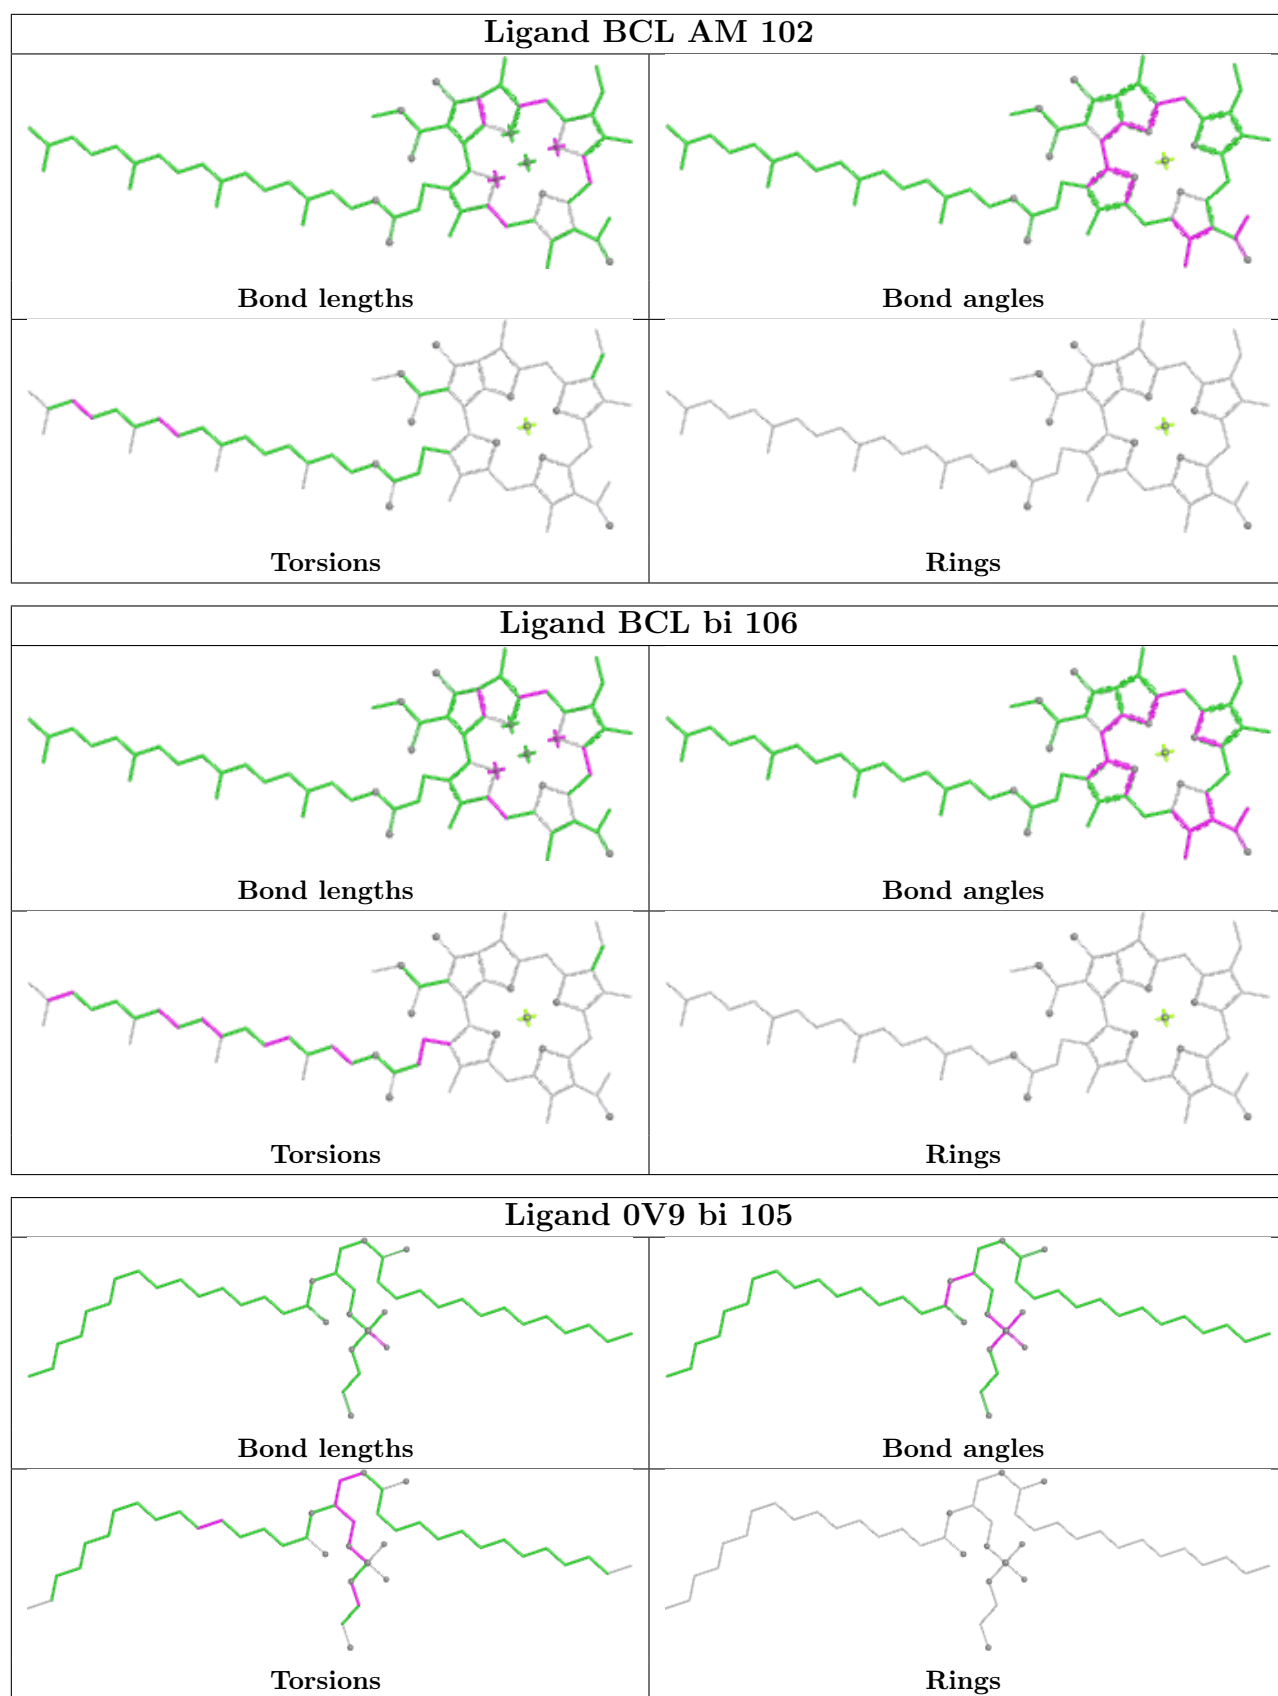 Ligand BCL AM 102
Bond lengths
Bond angles
Torsions
Rings
Ligand BCL bi 106
Bond lengths
Bond angles
Torsions
Rings
Ligand 0V9 bi 105
Bond lengths
Bond angles
Torsions
Rings